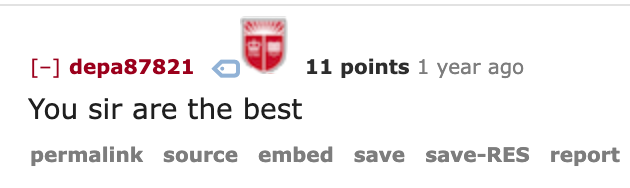 [–] depa87821 11 points 1 year ago
You sir are the best
permalink source embed save save-RES report